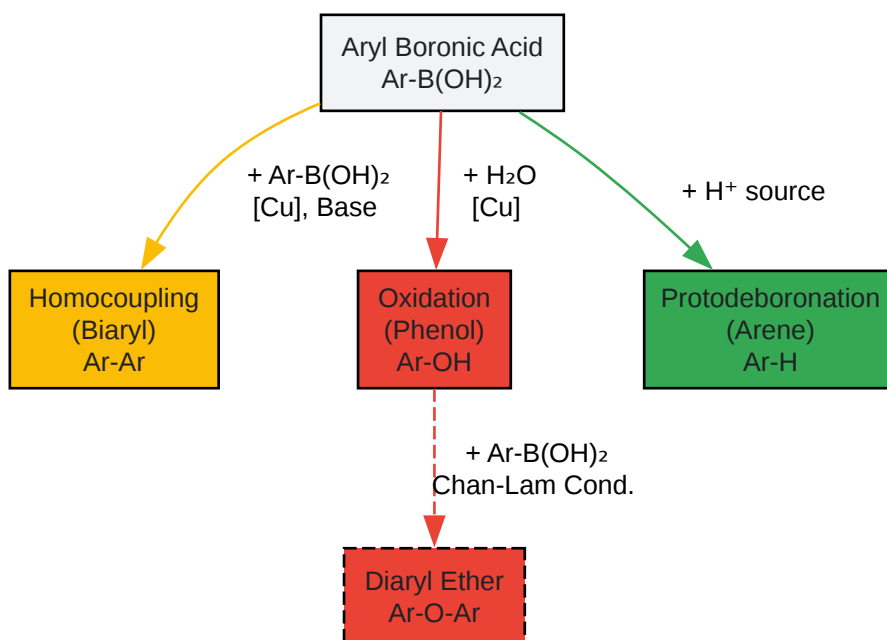 Aryl Boronic Acid
Ar-B(OH)₂
+ Ar-B(OH)₂
[Cu], Base
+ H₂O
[Cu]
+ H⁺ source
Homocoupling
(Biaryl)
Ar-Ar
Oxidation
(Phenol)
Ar-OH
Protodeboronation
(Arene)
Ar-H
+ Ar-B(OH)₂
Chan-Lam Cond.
Diaryl Ether
Ar-O-Ar